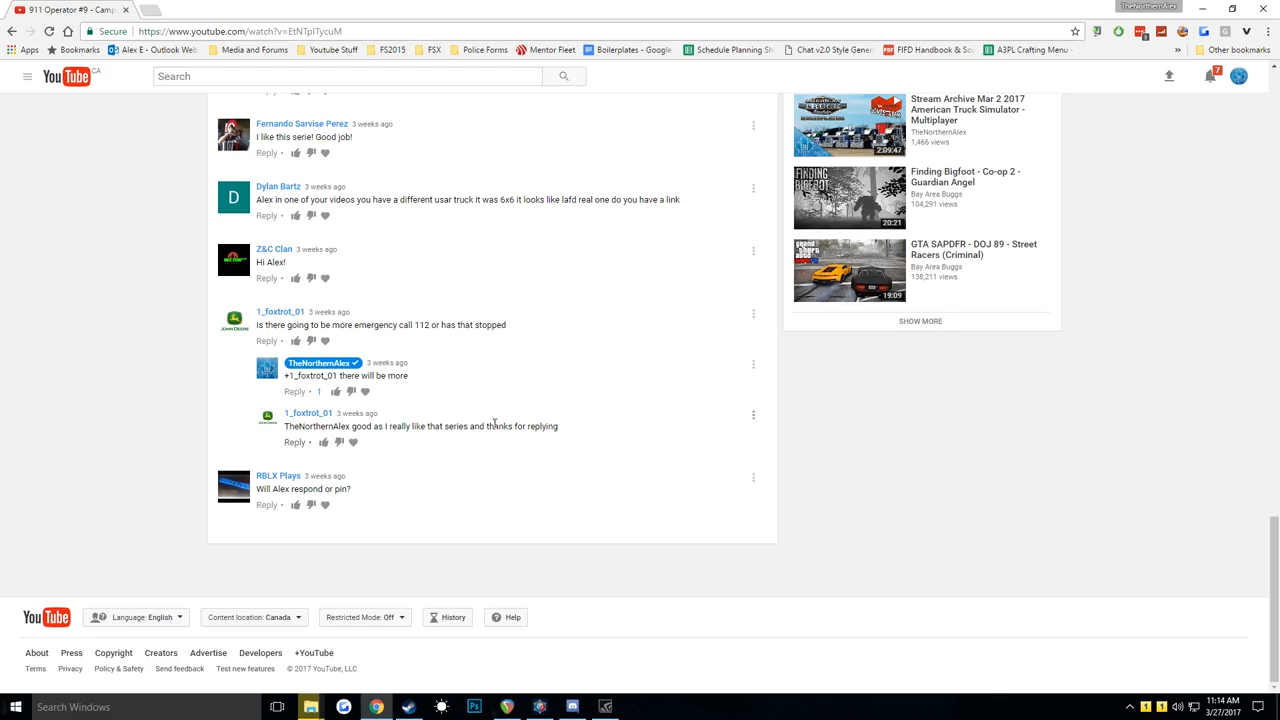 911 Operator #9 - Camp
TheNorthernAlex
Secure
https://www.youtube.com/watch?v=EtNTpITycuM
Apps
Bookmarks
Alex E - Outlook Web
Media and Forums
Youtube Stuff
FS2015
FSX
Police Forms
Mentor Fleet
Boilerplates - Google
Schedule Planning Sh
Chat v2.0 Style Gener
FIFD Handbook & So
A3PL Crafting Menu
»
Other bookmarks
YouTube CA
Search
7
Fernando Sarvise Perez 3 weeks ago
I like this serie! Good job!
Reply •
Dylan Bartz 3 weeks ago
D
Alex in one of your videos you have a different usar truck it was 6x6 it looks like lafd real one do you have a link
Reply •
Z&C Clan 3 weeks ago
Hi Alex!
Reply •
1_foxtrot_01 3 weeks ago
Is there going to be more emergency call 112 or has that stopped
JOHN DEERE
Reply •
TheNorthernAlex 3 weeks ago
+1_foxtrot_01 there will be more
Reply • 1
1_foxtrot_01 3 weeks ago
TheNorthernAlex good as I really like that series and thanks for replying
Reply •
RBLX Plays 3 weeks ago
Will Alex respond or pin?
Reply •
Stream Archive Mar 2 2017
American Truck Simulator -
Multiplayer
TheNorthernAlex
1,466 views
2:09:47
FINDING
BIGFOOT
Finding Bigfoot - Co-op 2 -
Guardian Angel
Bay Area Buggs
104,291 views
20:21
GTA SAPDFR - DOJ 89 - Street
Racers (Criminal)
Bay Area Buggs
138,211 views
19:09
SHOW MORE
YouTube
Language: English
Content location: Canada
Restricted Mode: Off
History
Help
About
Press
Copyright
Creators
Advertise
Developers
+YouTube
Terms
Privacy
Policy & Safety
Send feedback
Test new features
© 2017 YouTube, LLC
Search Windows
11:14 AM
3/27/2017